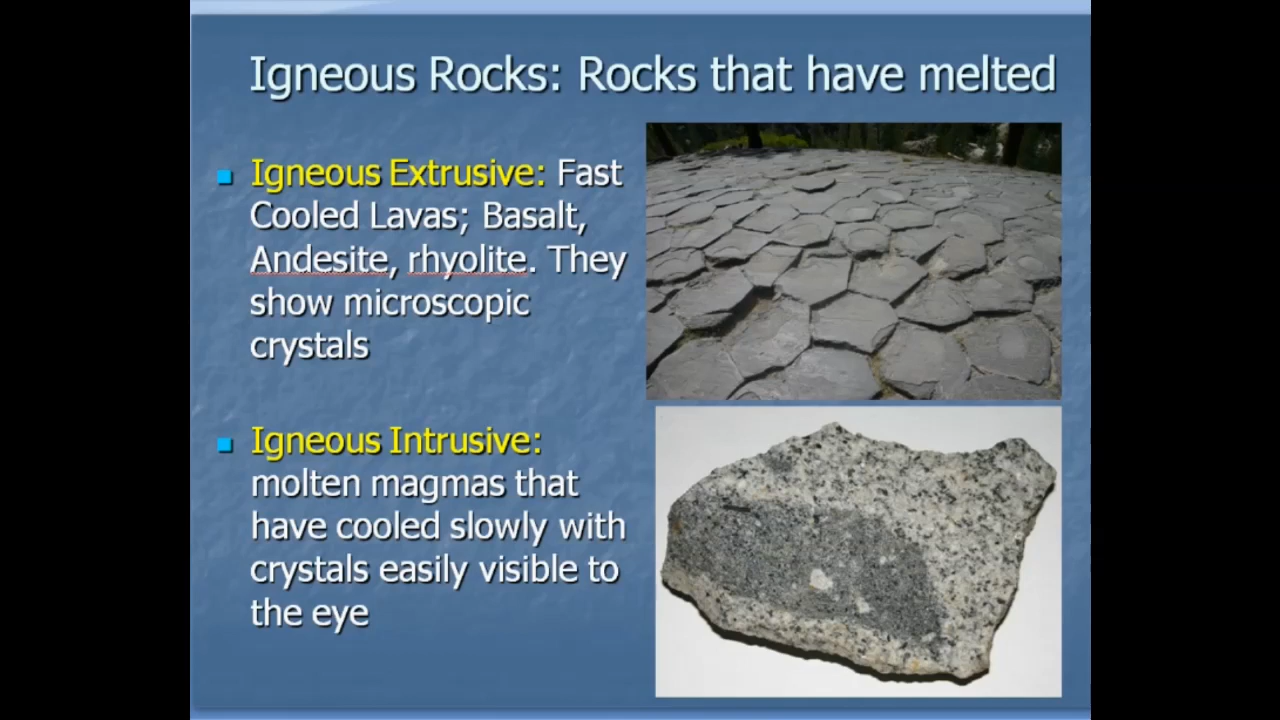 Igneous Rocks: Rocks that have melted
Igneous Extrusive: Fast
Cooled Lavas; Basalt,
Andesite, rhyolite. They
show microscopic
crystals
Igneous Intrusive:
molten magmas that
have cooled slowly with
crystals easily visible to
the eye